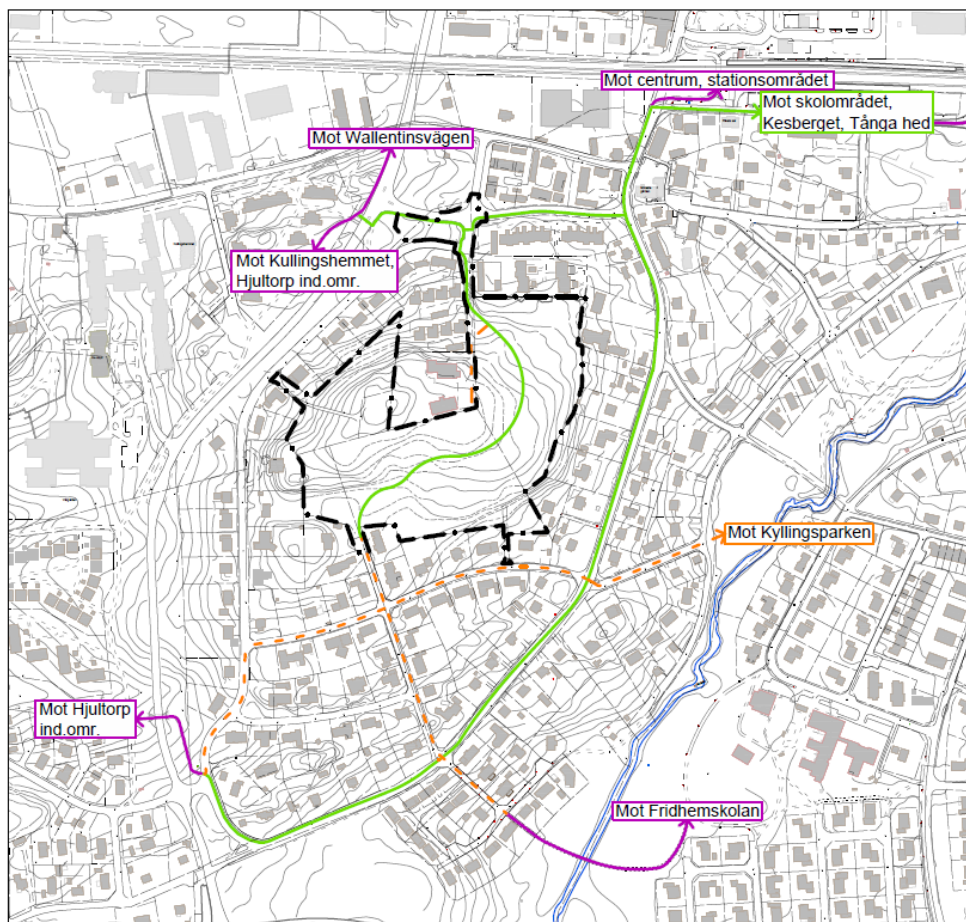 Mot centrum, stationsområdet
Mot skolområdet,
Kesberget, Tånga hed
Mot Wallentinsvägen
Mot Kullingshemmet,
Hjultorp ind.omr.
Mot Kyllingsparken
Mot Hjultorp
ind.omr.
Mot Fridhemskolan